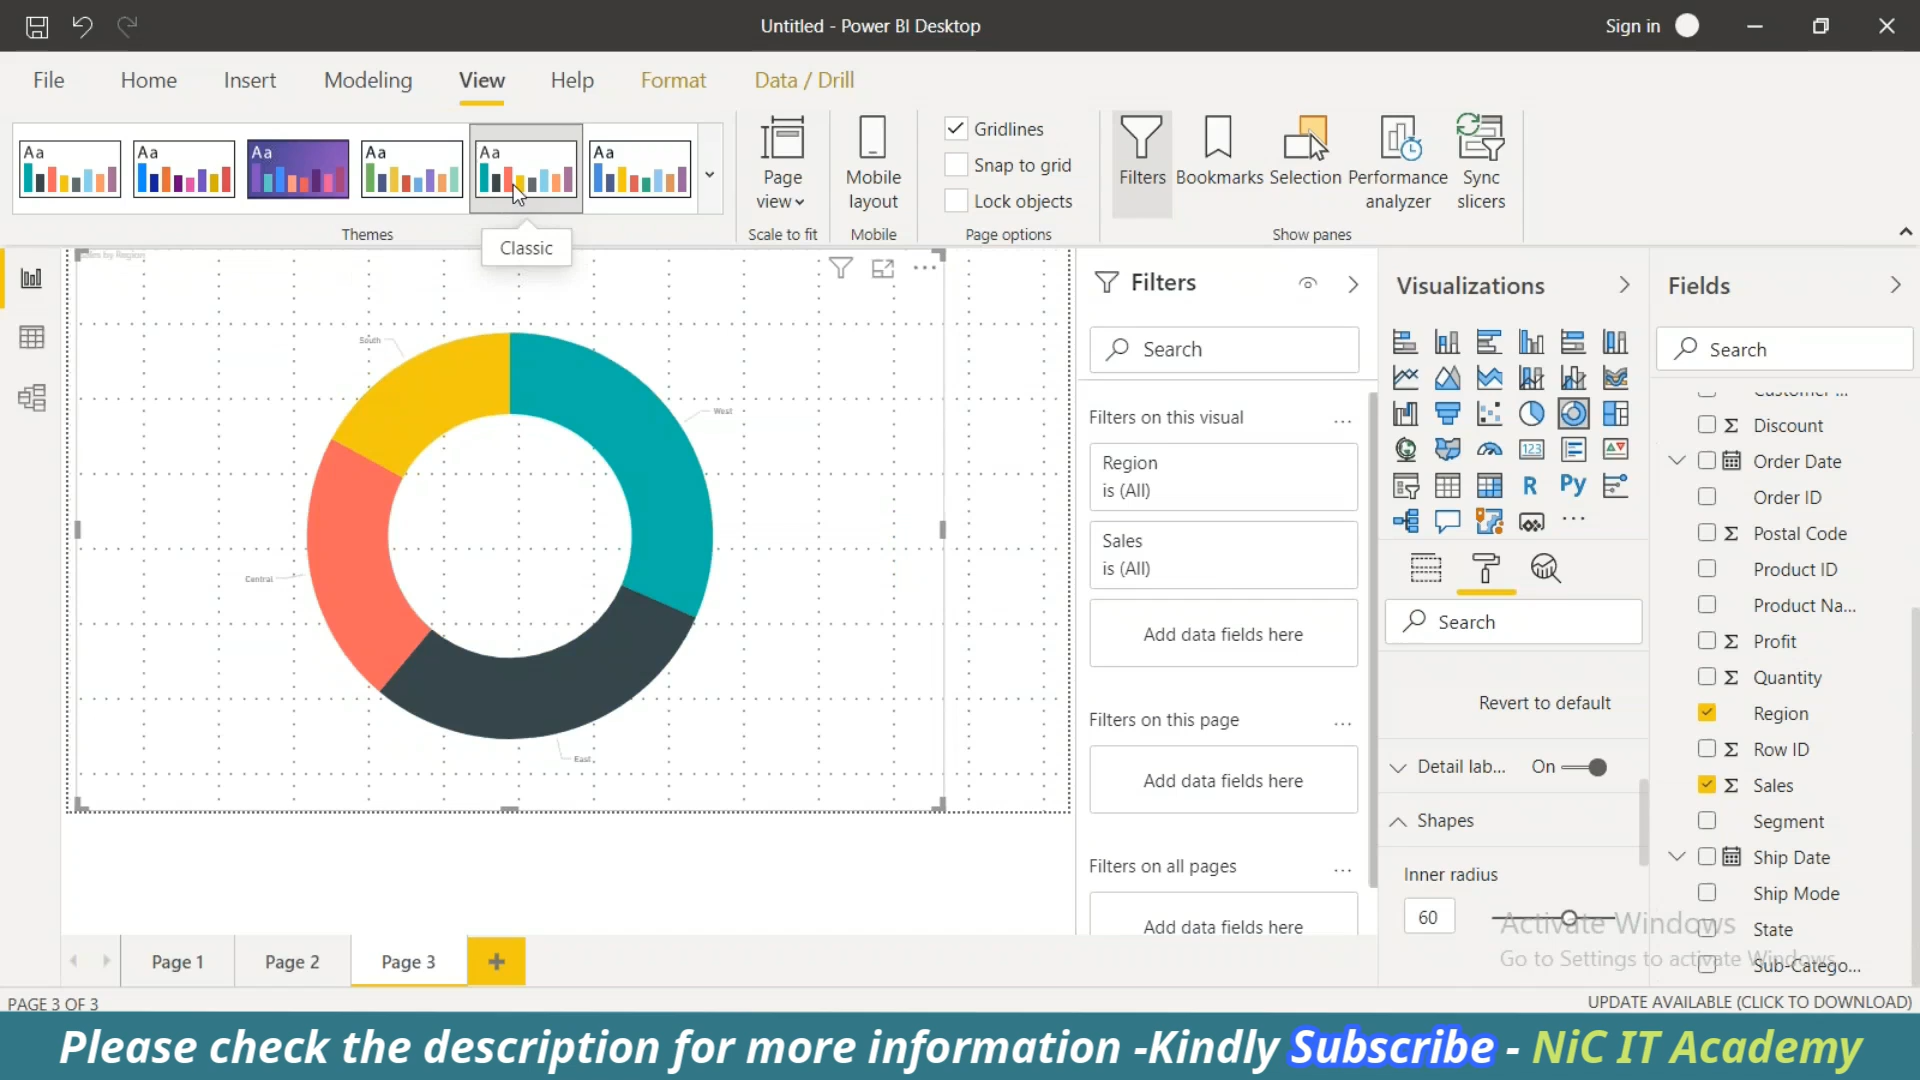 Untitled - Power BI Desktop
Sign in
File Home Insert Modeling View Help Format Data / Drill
Aa Aa Aa Aa Aa Aa
Page view
Mobile layout
Gridlines
Snap to grid
Lock objects
Filters
Bookmarks
Selection
Performance analyzer
Sync slicers
Themes
Scale to fit
Mobile
Page options
Show panes
Classic
Sales by Region
South
West
Central
East
Filters
Search
Filters on this visual
Region
is (All)
Sales
is (All)
Add data fields here
Filters on this page
Add data fields here
Filters on all pages
Add data fields here
Visualizations
123
R
Py
Search
Revert to default
Detail lab... On
Shapes
Inner radius
60
Fields
Search
Discount
Order Date
Order ID
Postal Code
Product ID
Product Na...
Profit
Quantity
Region
Row ID
Sales
Segment
Ship Date
Ship Mode
State
Sub-Catego...
Activate Windows
Go to Settings to activate Windows.
Page 1 Page 2 Page 3
PAGE 3 OF 3
UPDATE AVAILABLE (CLICK TO DOWNLOAD)
Please check the description for more information -Kindly Subscribe - NiC IT Academy